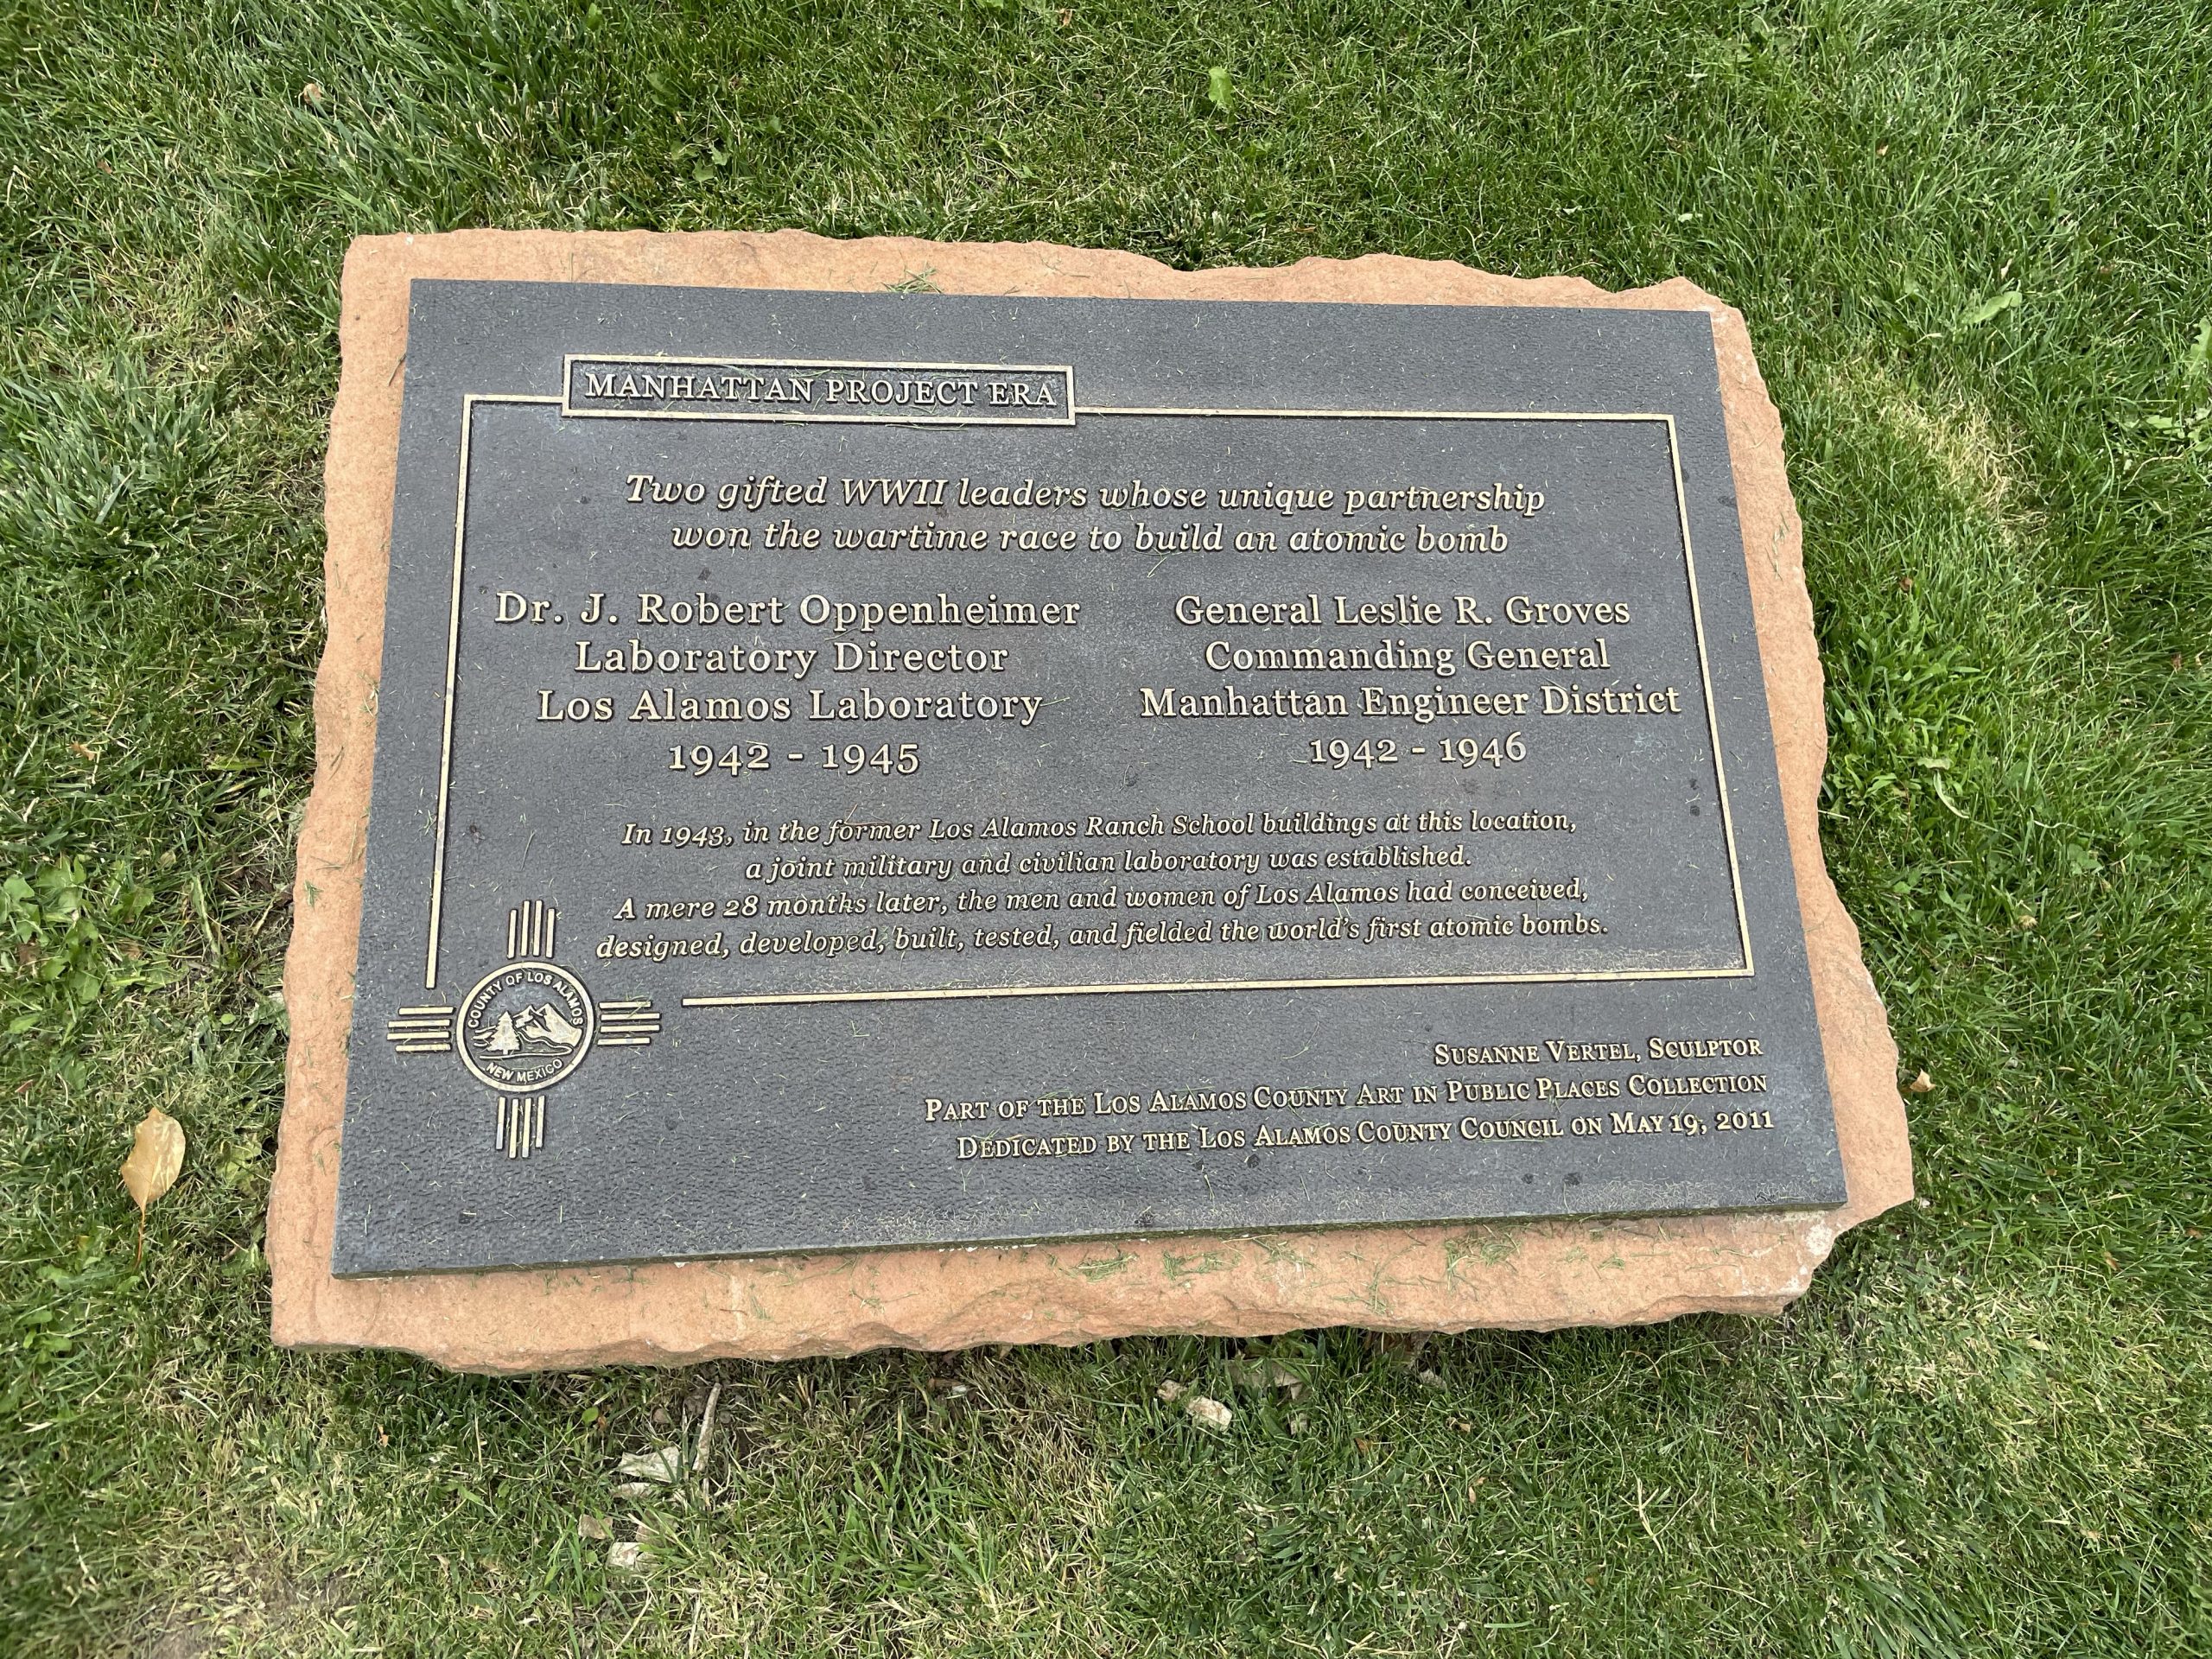 MANHATTAN PROJECT ERA
Two gifted WWII leaders whose unique partnership
won the wartime race to build an atomic bomb
Dr. J. Robert Oppenheimer
Laboratory Director
Los Alamos Laboratory
1942 - 1945
General Leslie R. Groves
Commanding General
Manhattan Engineer District
1942 - 1946
In 1943, in the former Los Alamos Ranch School buildings at this location,
a joint military and civilian laboratory was established.
A mere 28 months later, the men and women of Los Alamos had conceived,
designed, developed, built, tested, and fielded the world's first atomic bombs.
COUNTY OF LOS ALAMOS
NEW MEXICO
SUSANNE VERTEL, SCULPTOR
PART OF THE LOS ALAMOS COUNTY ART IN PUBLIC PLACES COLLECTION
DEDICATED BY THE LOS ALAMOS COUNTY COUNCIL ON MAY 19, 2011